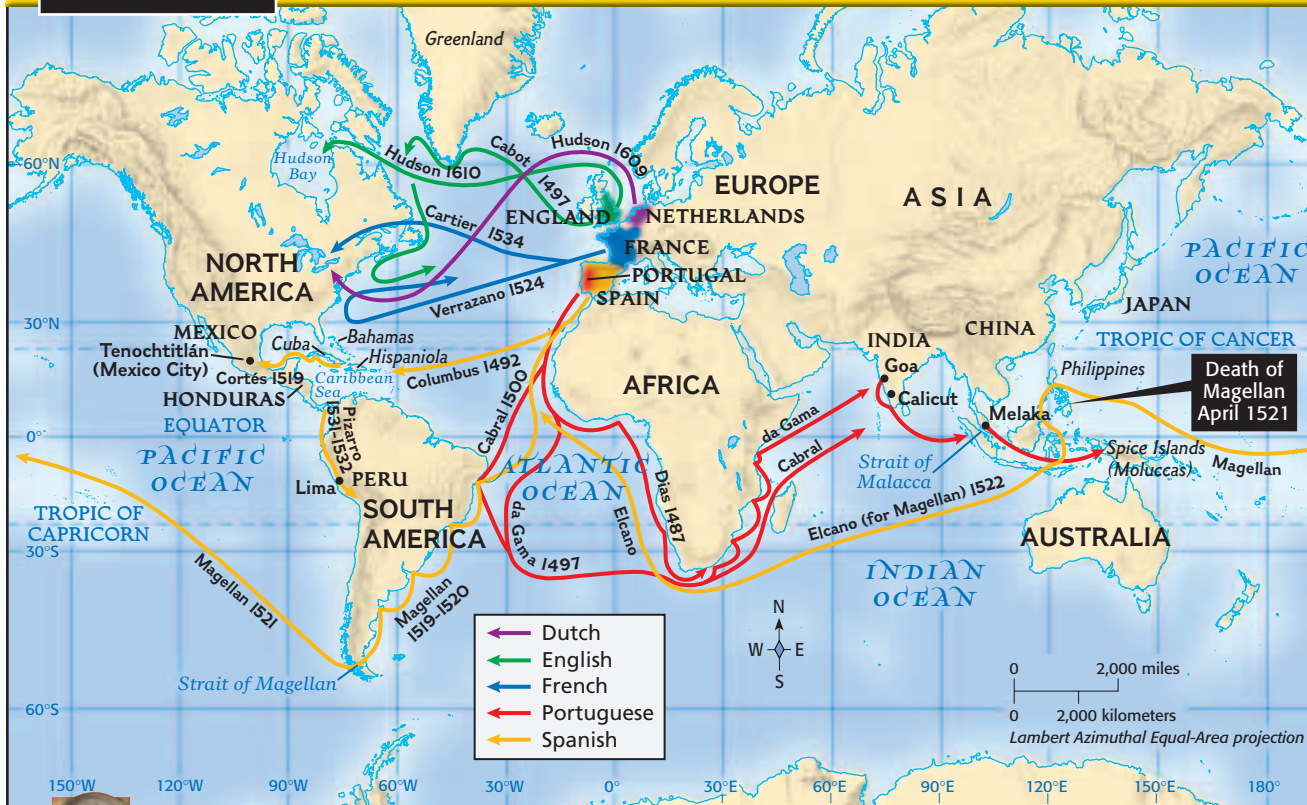 Greenland
60°N
Hudson
Bay
Hudson 1610
Cabot
1497
Hudson 1609
EUROPE
ASIA
ENGLAND
NETHERLANDS
Cartier 1534
FRANCE
NORTH
AMERICA
PORTUGAL
SPAIN
Verrazano 1524
PACIFIC
OCEAN
JAPAN
30°N
MEXICO
Tenochtitlán
(Mexico City)
Cuba
Bahamas
Hispaniola
Cortés 1519
Caribbean
Sea
Columbus 1492
HONDURAS
INDIA
CHINA
TROPIC OF CANCER
Goa
Calicut
Philippines
Death of
Magellan
April 1521
AFRICA
EQUATOR
0°
PACIFIC
OCEAN
Pizarro
1531–1532
Cabral 1500
da Gama
Cabral
Melaka
Strait of
Malacca
Spice Islands
(Moluccas)
Magellan
Lima
PERU
SOUTH
AMERICA
ATLANTIC
OCEAN
Dias 1487
Elcano
Elcano (for Magellan) 1522
TROPIC OF
CAPRICORN
da Gama 1497
AUSTRALIA
30°S
INDIAN
OCEAN
Magellan 1521
Magellan
1519–1520
Strait of Magellan
N
W E
S
Dutch
English
French
Portuguese
Spanish
0 2,000 miles
0 2,000 kilometers
Lambert Azimuthal Equal-Area projection
60°S
150°W 120°W 90°W 60°W 30°W 0° 30°E 60°E 90°E 120°E 150°E 180°